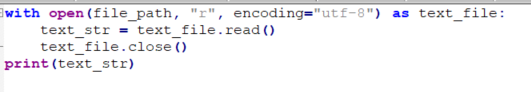 with open(file_path, "r", encoding="utf-8") as text_file:
    text_str = text_file.read()
    text_file.close()
print(text_str)